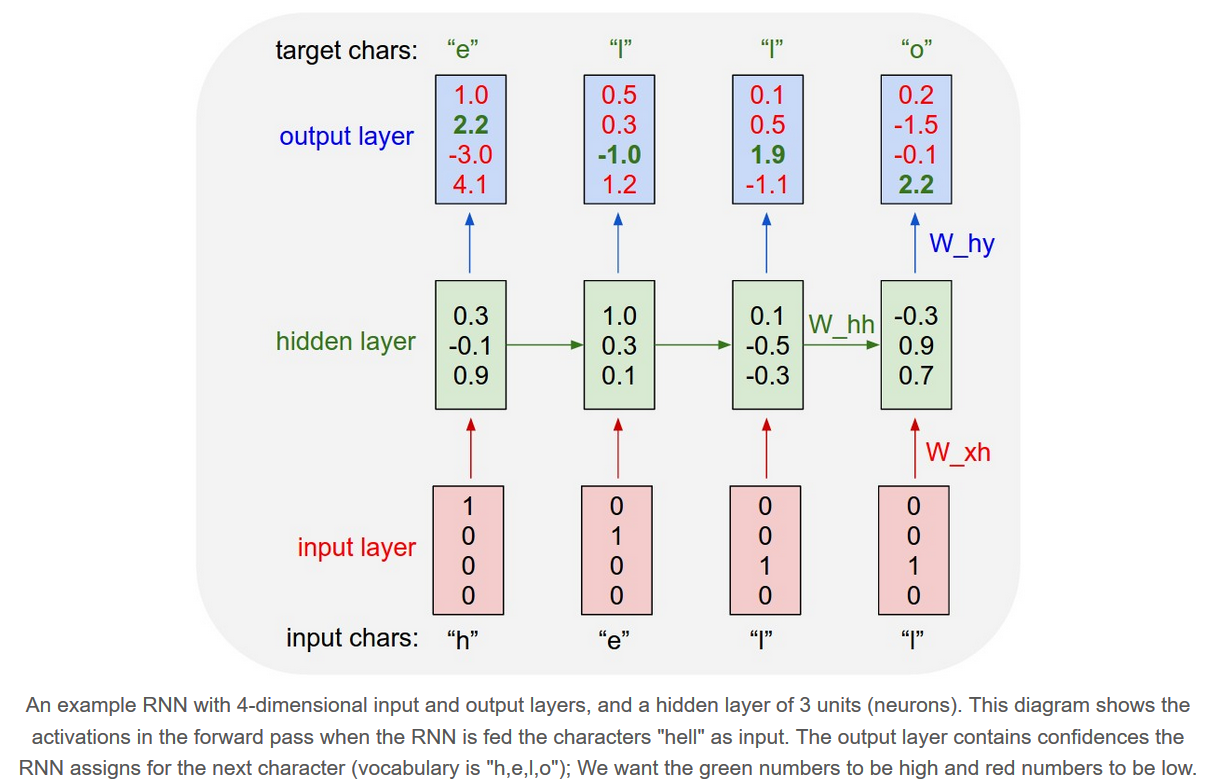 target chars: “e” “l” “l” “o”
1.0 0.5 0.1 0.2
2.2 0.3 0.5 -1.5
output layer
-3.0 -1.0 1.9 -0.1
4.1 1.2 -1.1 2.2
W_hy
0.3 1.0 0.1 -0.3
W_hh
hidden layer -0.1 0.3 -0.5 0.9
0.9 0.1 -0.3 0.7
W_xh
1 0 0 0
0 1 0 0
input layer
0 0 1 1
0 0 0 0
input chars: “h” “e” “l” “l”
An example RNN with 4-dimensional input and output layers, and a hidden layer of 3 units (neurons). This diagram shows the
activations in the forward pass when the RNN is fed the characters "hell" as input. The output layer contains confidences the
RNN assigns for the next character (vocabulary is "h,e,l,o"); We want the green numbers to be high and red numbers to be low.